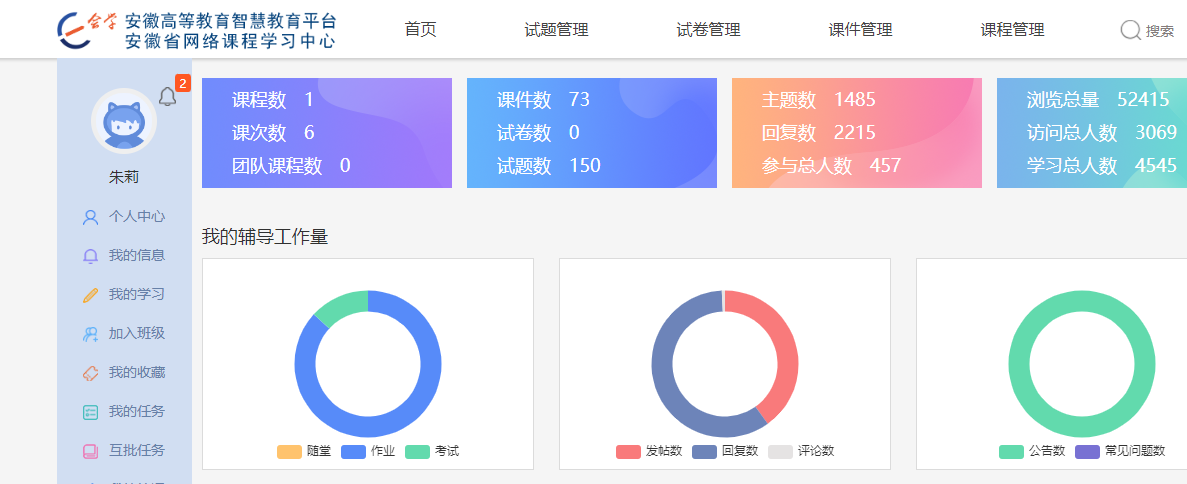 会学 安徽高等教育智慧教育平台
安徽省网络课程学习中心
首页 试题管理 试卷管理 课件管理 课程管理 搜索
2
朱莉
个人中心
我的信息
我的学习
加入班级
我的收藏
我的任务
互批任务
课程数 1
课次数 6
团队课程数 0
课件数 73
试卷数 0
试题数 150
主题数 1485
回复数 2215
参与总人数 457
浏览总量 52415
访问总人数 3069
学习总人数 4545
我的辅导工作量
随堂 作业 考试
发帖数 回复数 评论数
公告数 常见问题数